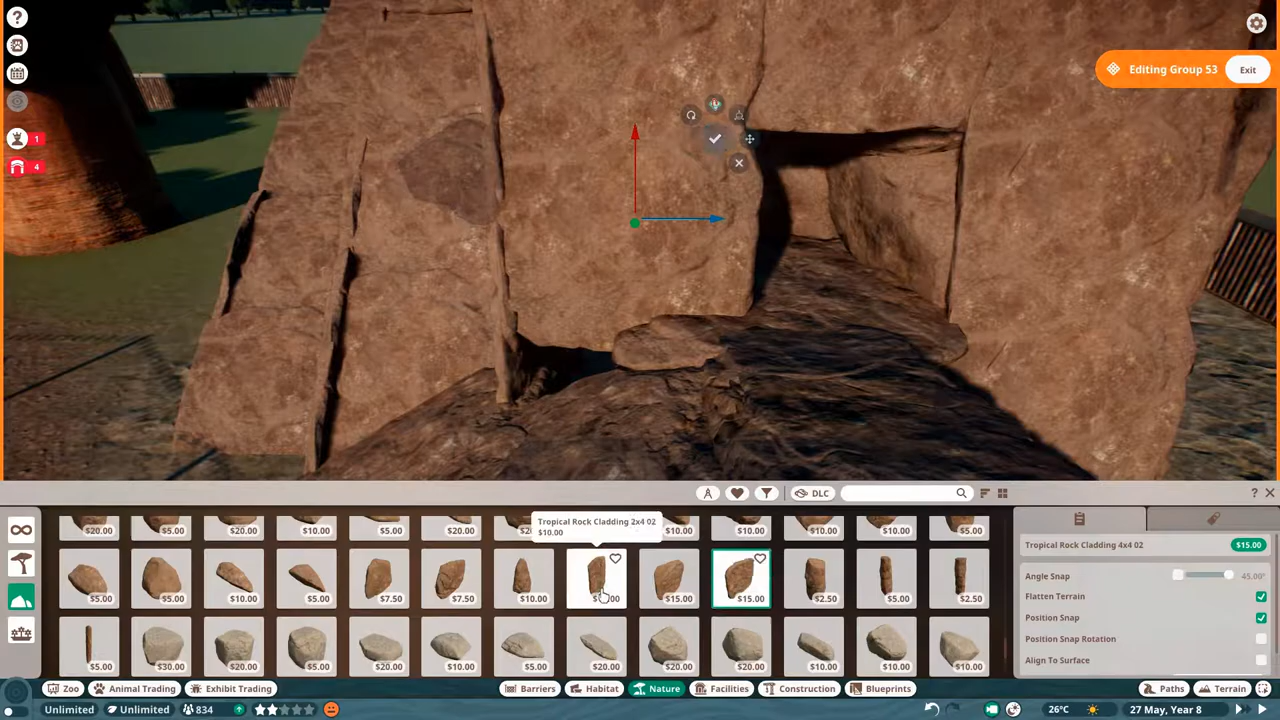 Editing Group 53
Exit
1
4
DLC
Tropical Rock Cladding 2x4 02
$10.00
$20.00
$5.00
$20.00
$10.00
$5.00
$20.00
$10.00
$10.00
$10.00
$10.00
$5.00
$5.00
$10.00
$5.00
$7.50
$7.50
$10.00
$15.00
$15.00
$2.50
$5.00
$2.50
$5.00
$30.00
$20.00
$5.00
$20.00
$10.00
$5.00
$20.00
$20.00
$20.00
$10.00
$20.00
$10.00
Tropical Rock Cladding 4x4 02
$15.00
Angle Snap
45.00°
Flatten Terrain
Position Snap
Position Snap Rotation
Align To Surface
Zoo
Animal Trading
Exhibit Trading
Barriers
Habitat
Nature
Facilities
Construction
Blueprints
Paths
Terrain
Unlimited
Unlimited
834
26°C
27 May, Year 8